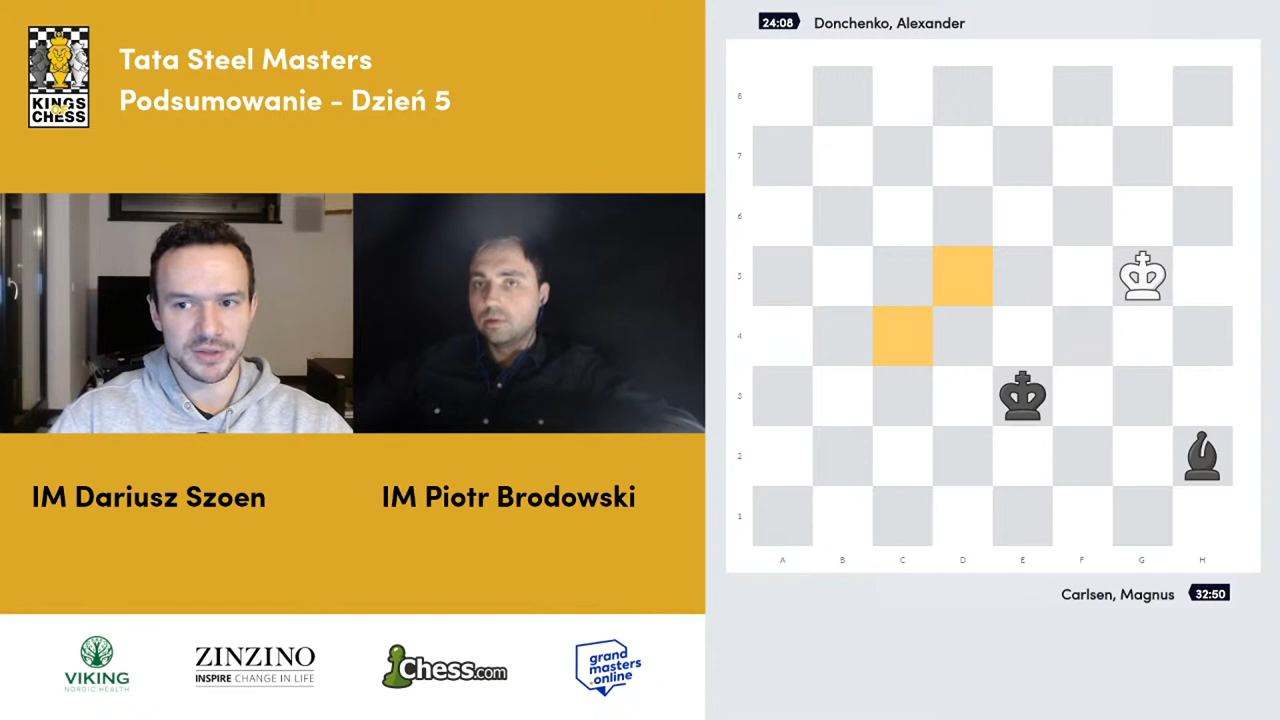 KINGS
OF
CHESS
Tata Steel Masters
Podsumowanie - Dzień 5
IM Dariusz Szoen
IM Piotr Brodowski
VIKING
NORDIC HEALTH
ZINZINO
INSPIRE CHANGE IN LIFE
Chess.com
grand
masters
.online
24:08 Donchenko, Alexander
8
7
6
5
4
3
2
1
A B C D E F G H
Carlsen, Magnus 32:50